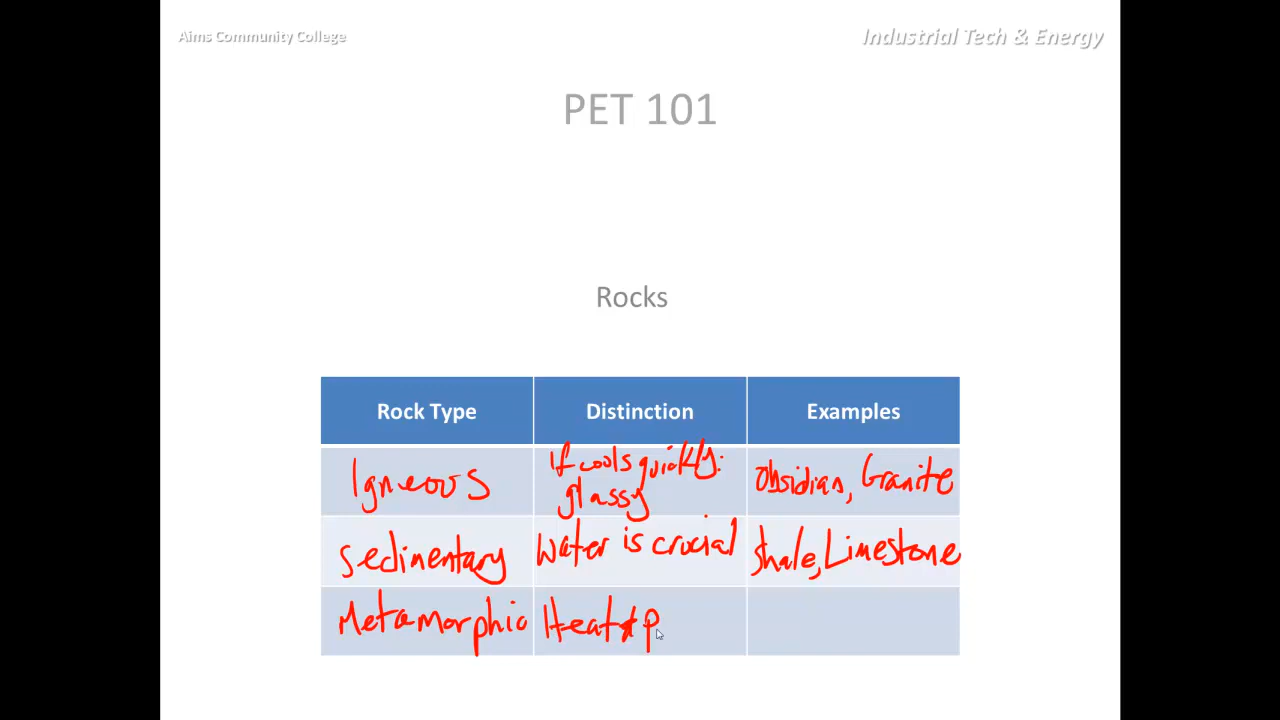 Aims Community College
Industrial Tech & Energy
PET 101
Rocks
Rock Type Distinction Examples
Igneous If cools quickly: glassy Obsidian, Granite
Sedimentary Water is crucial Shale, Limestone
Metamorphic Heat & P